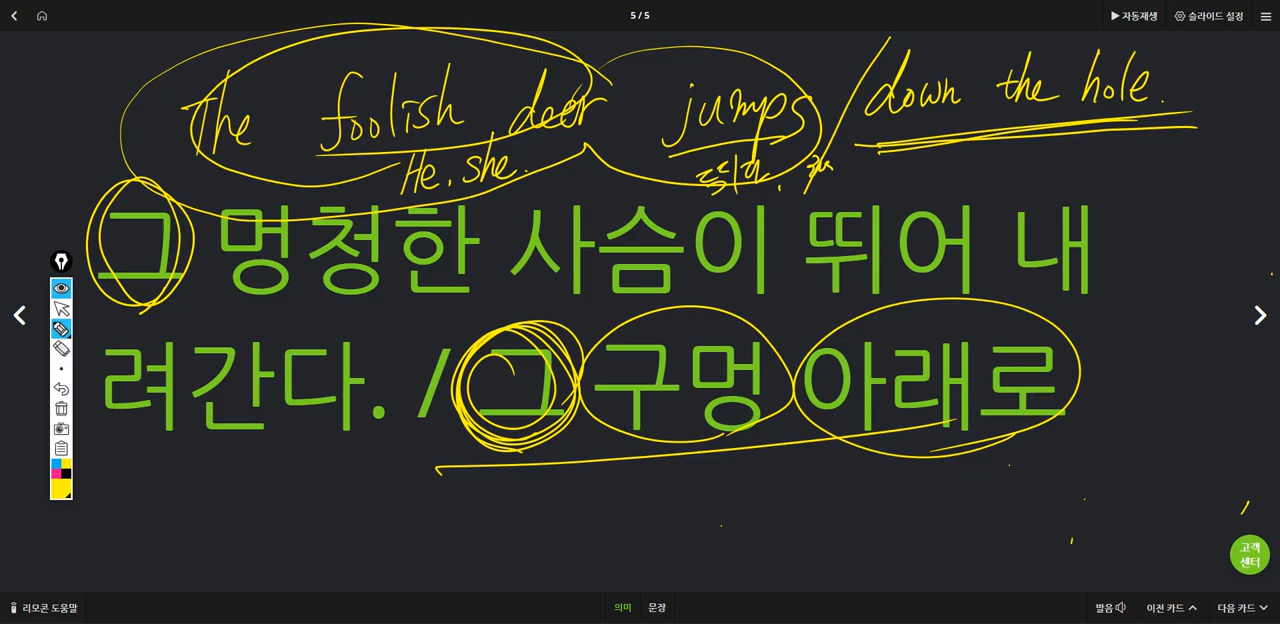 5 / 5
자동재생
슬라이드 설정
The foolish deer jumps / down the hole.
He, she.
그 멍청한 사슴이 뛰어 내
려간다. / 그 구멍 아래로
고객
센터
리모콘 도움말
의미
문장
발음
이전 카드
다음 카드